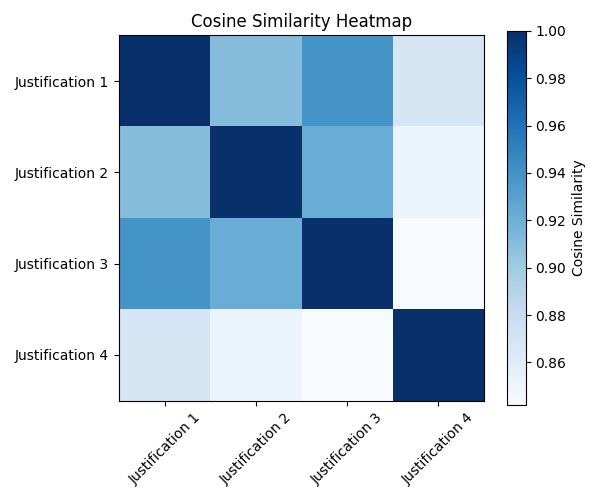 Cosine Similarity Heatmap
Justification 1
Justification 2
Justification 3
Justification 4
Justification 1
Justification 2
Justification 3
Justification 4
1.00
0.98
0.96
0.94
0.92
0.90
0.88
0.86
Cosine Similarity